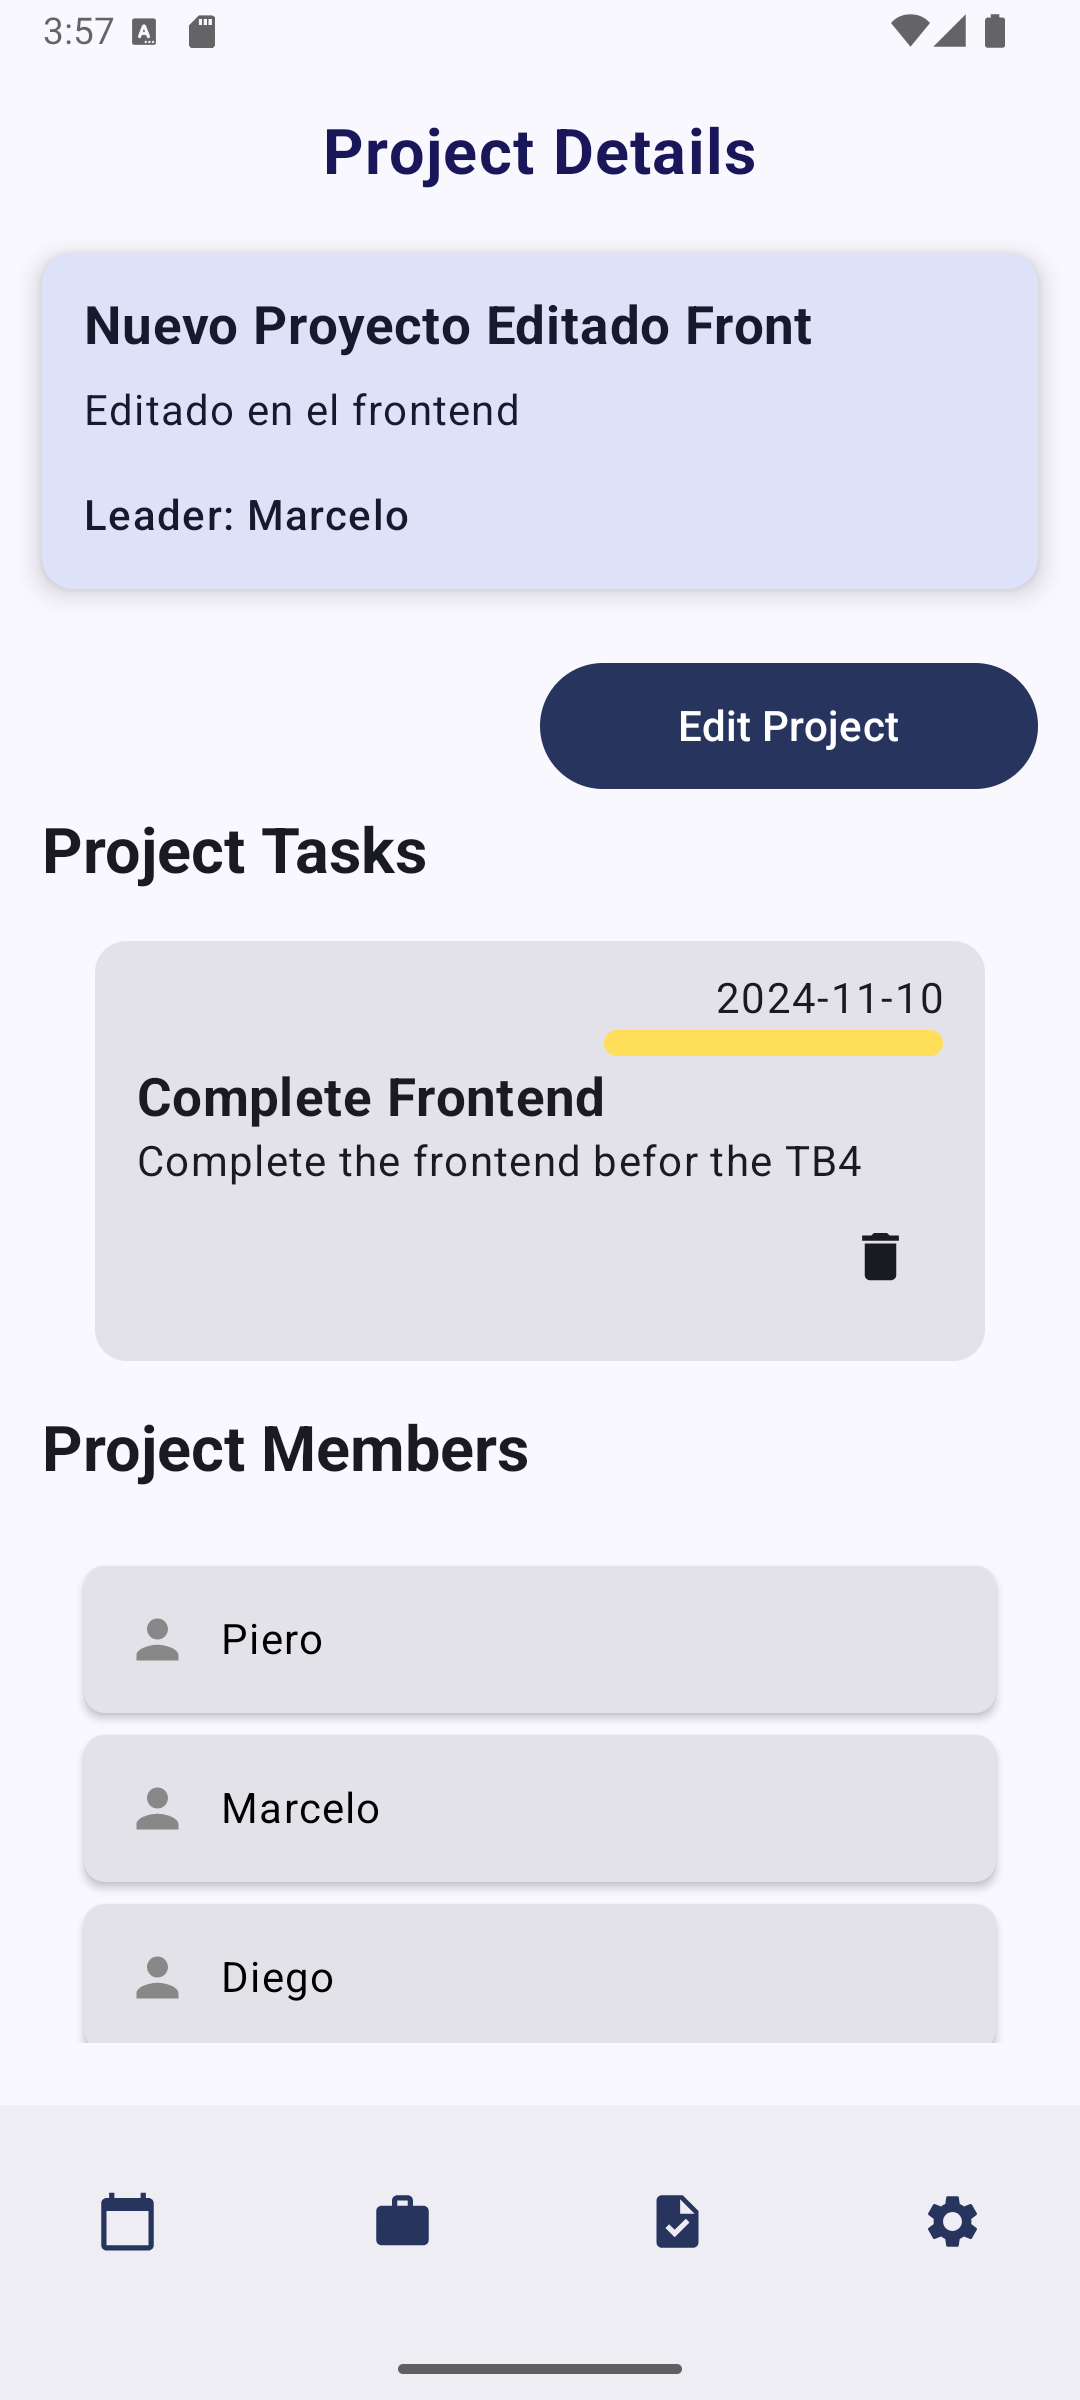 3:57
Project Details
Nuevo Proyecto Editado Front
Editado en el frontend
Leader: Marcelo
Edit Project
Project Tasks
2024-11-10
Complete Frontend
Complete the frontend befor the TB4
Project Members
Piero
Marcelo
Diego